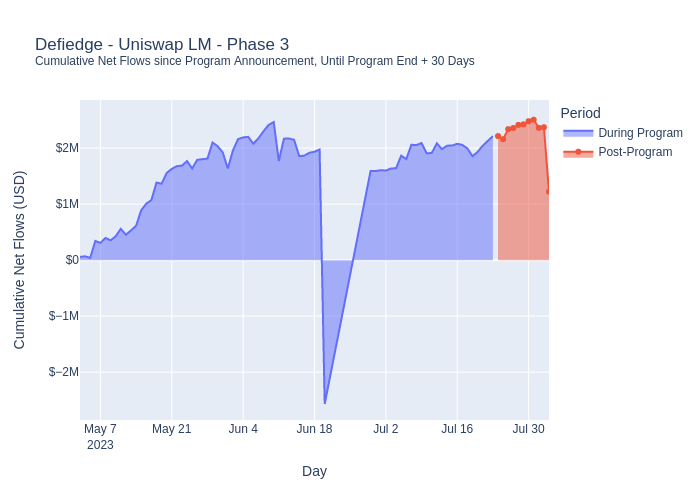 Defiedge - Uniswap LM - Phase 3
Cumulative Net Flows since Program Announcement, Until Program End + 30 Days
Period
During Program
Post-Program
Cumulative Net Flows (USD)
$2M
$1M
$0
$−1M
$−2M
May 7
2023
May 21
Jun 4
Jun 18
Jul 2
Jul 16
Jul 30
Day